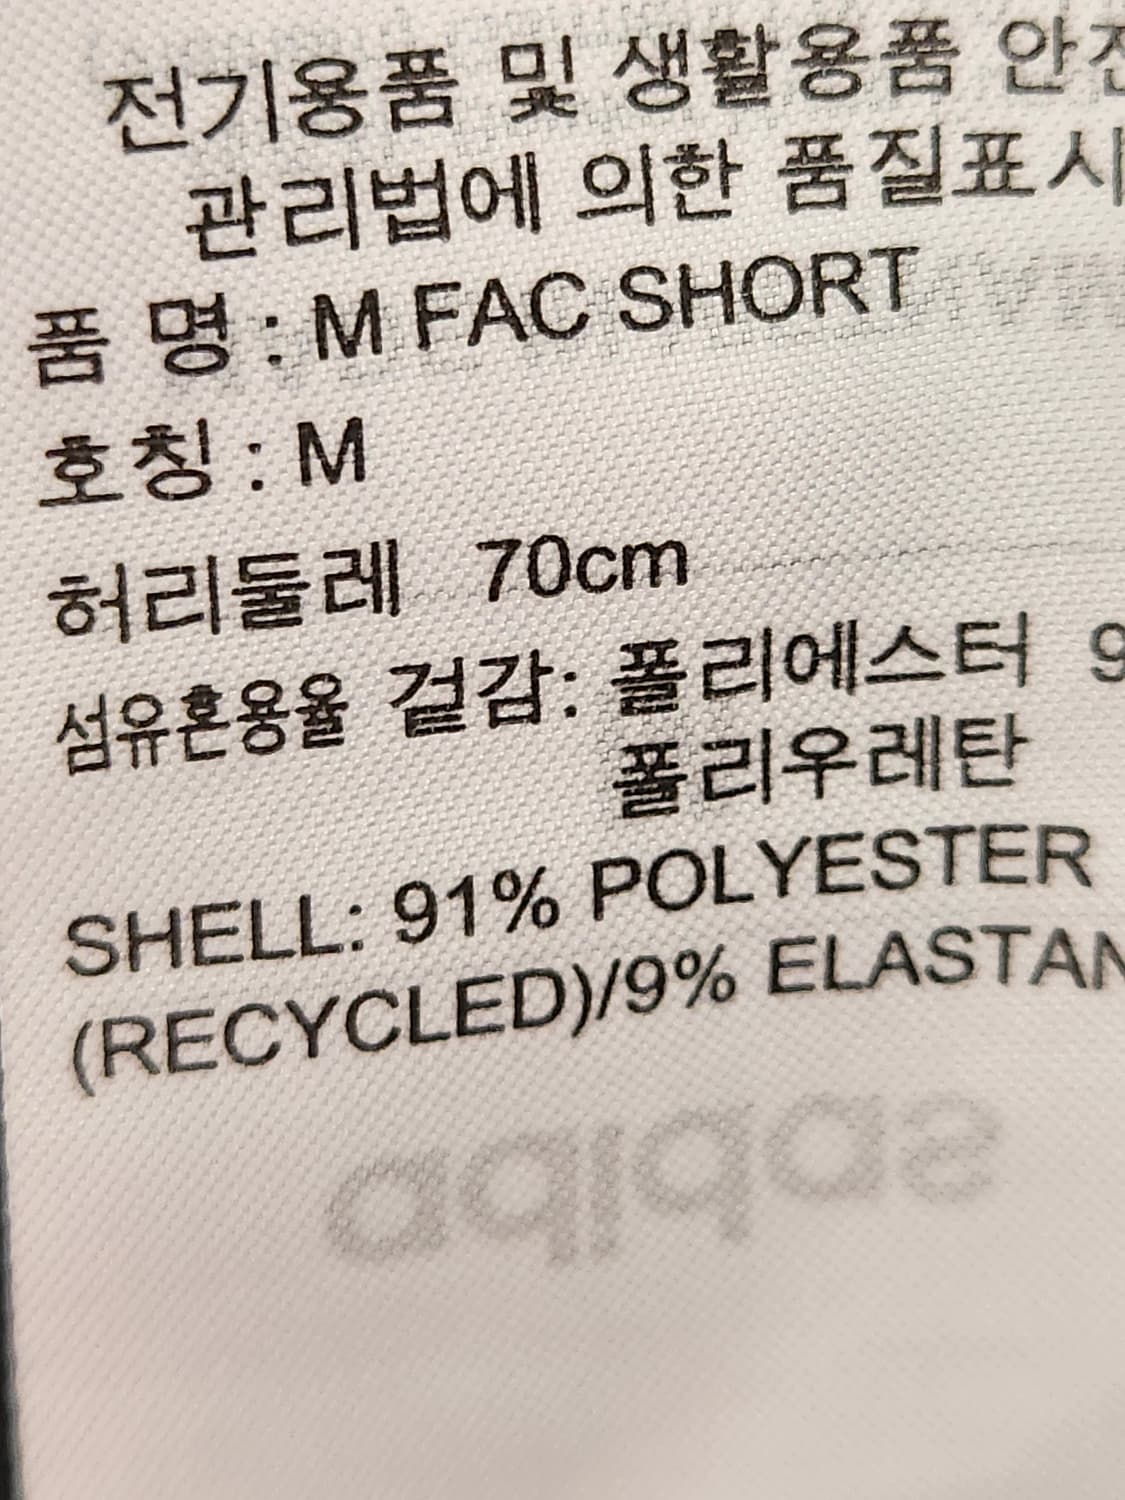 전기용품 및 생활용품 안전
관리법에 의한 품질표시
품 명 : M FAC SHORT
호칭 : M
허리둘레 70cm
섬유혼용율 겉감: 폴리에스터 9
폴리우레탄
SHELL: 91% POLYESTER
(RECYCLED)/9% ELASTAN
adidas